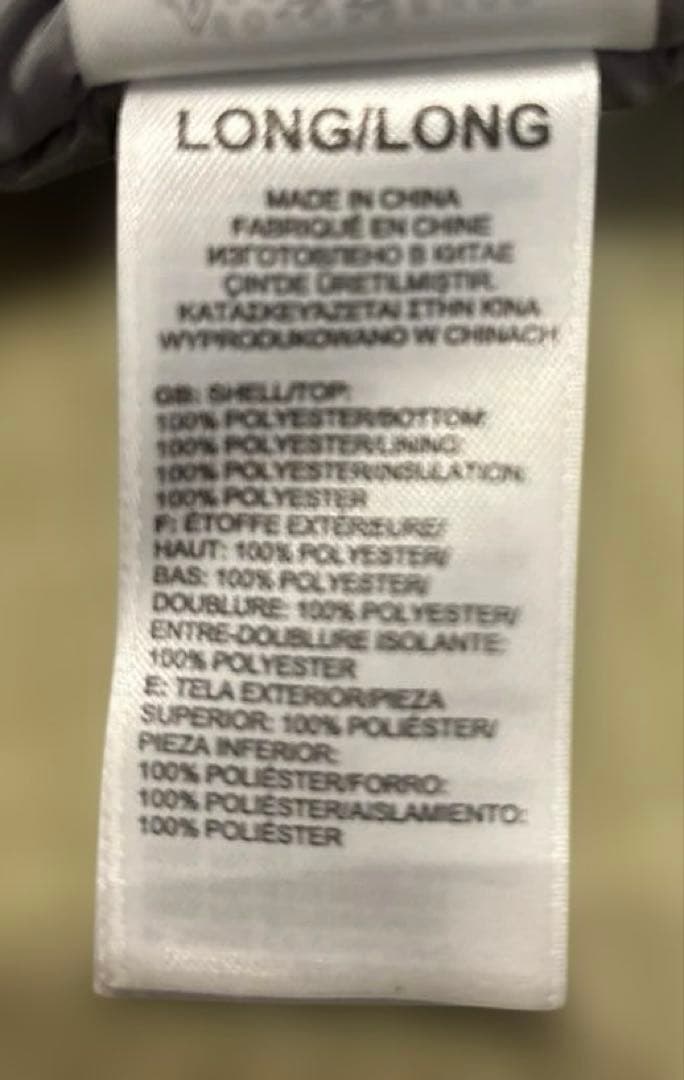 LONG/LONG
MADE IN CHINA
FABRIQUÉ EN CHINE
ИЗГОТОВЛЕНО В КИТАЕ
ÇIN'DE ÜRETILMISTIR.
ΚΑΤΑΣΚΕΥΑΖΕΤΑΙ ΣΤΗΝ ΚΙΝΑ
WYPRODUKOWANO W CHINACH
GB: SHELL/TOP:
100% POLYESTER/BOTTOM:
100% POLYESTER/LINING:
100% POLYESTER/INSULATION:
100% POLYESTER
F: ÉTOFFE EXTÉRIEURE/
HAUT: 100% POLYESTER/
BAS: 100% POLYESTER/
DOUBLURE: 100% POLYESTER/
ENTRE-DOUBLURE ISOLANTE:
100% POLYESTER
E: TELA EXTERIOR/PIEZA
SUPERIOR: 100% POLIÉSTER/
PIEZA INFERIOR:
100% POLIÉSTER/FORRO:
100% POLIÉSTER/AISLAMIENTO:
100% POLIÉSTER